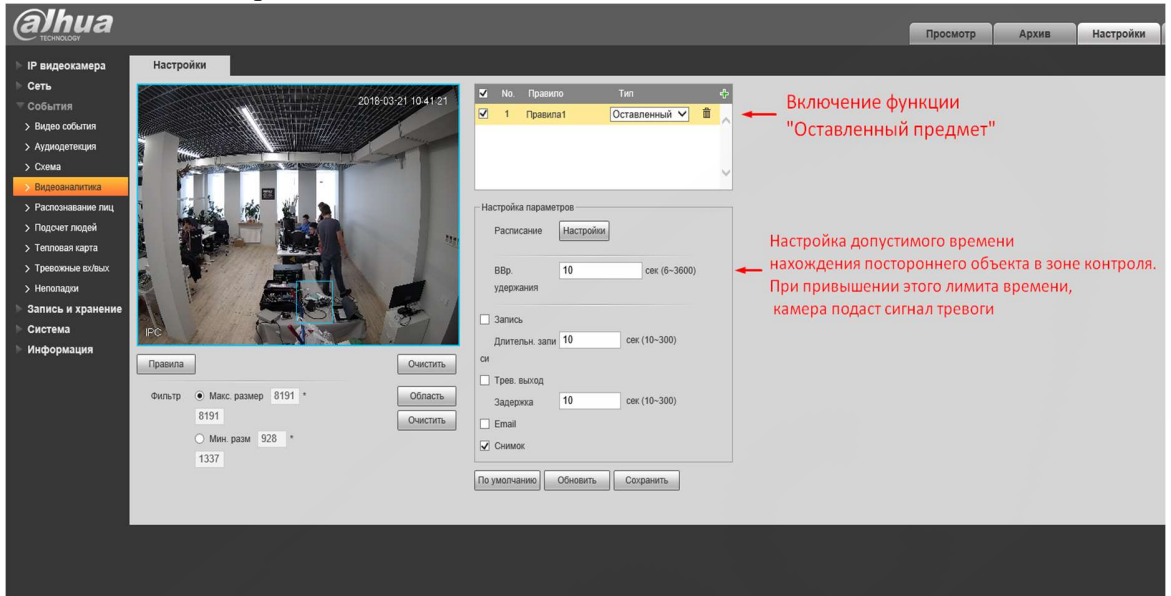 alhua
TECHNOLOGY
Просмотр
Архив
Настройки
IP видеокамера
Сеть
События
Видео события
Аудиодетекция
Схема
Видеоаналитика
Распознавание лиц
Подсчет людей
Тепловая карта
Тревожные вх/вых
Неполадки
Запись и хранение
Система
Информация
Настройки
2018-03-21 10:41:21
IPC
Правила
Очистить
Фильтр Макс. размер 8191 *
8191
Область
Очистить
Мин. разм 928 *
1337
No. Правило Тип
1 Правила1 Оставленный
Настройка параметров
Расписание Настройки
ВВр. 10 сек (6~3600)
удержания
Запись
Длительн. запи 10 сек (10~300)
си
Трев. выход
Задержка 10 сек (10~300)
Email
Снимок
По умолчанию Обновить Сохранить
Включение функции
"Оставленный предмет"
Настройка допустимого времени
нахождения постороннего объекта в зоне контроля.
При привышении этого лимита времени,
камера подаст сигнал тревоги